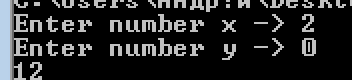 Enter number x -> 2
Enter number y -> 0
12